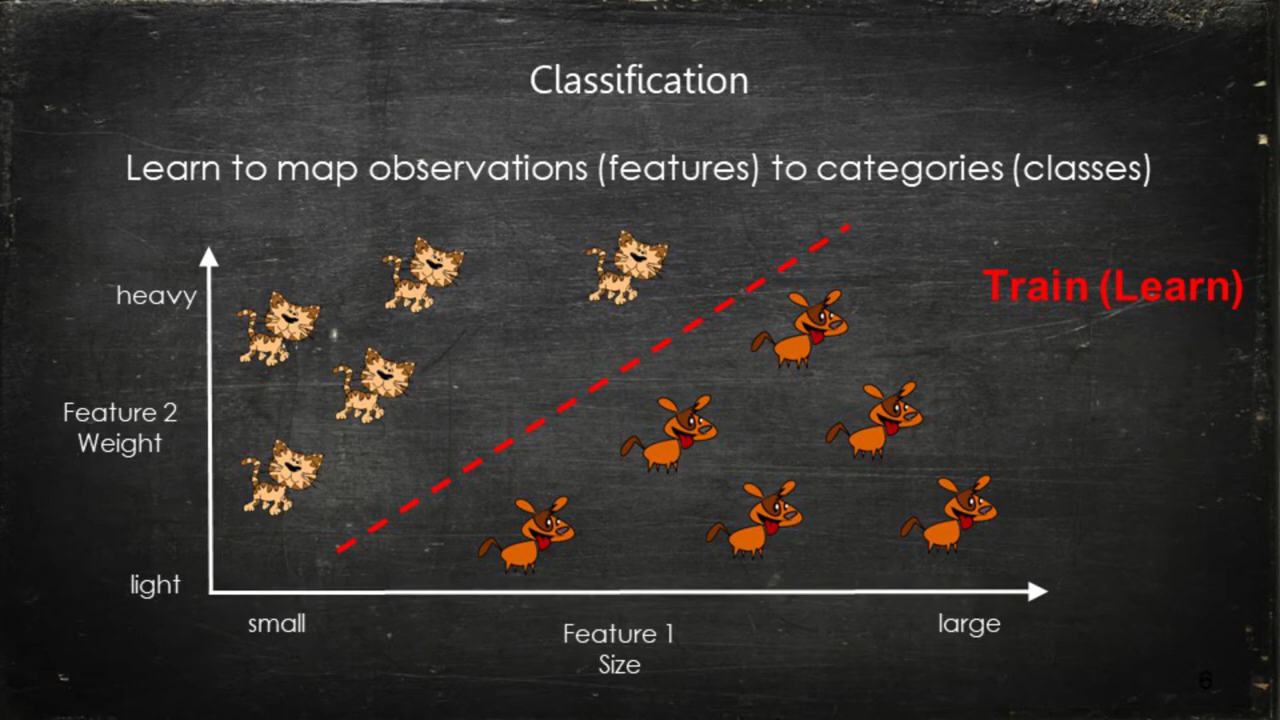 Classification
Learn to map observations (features) to categories (classes)
Train (Learn)
heavy
Feature 2
Weight
light
small
Feature 1
Size
large
6